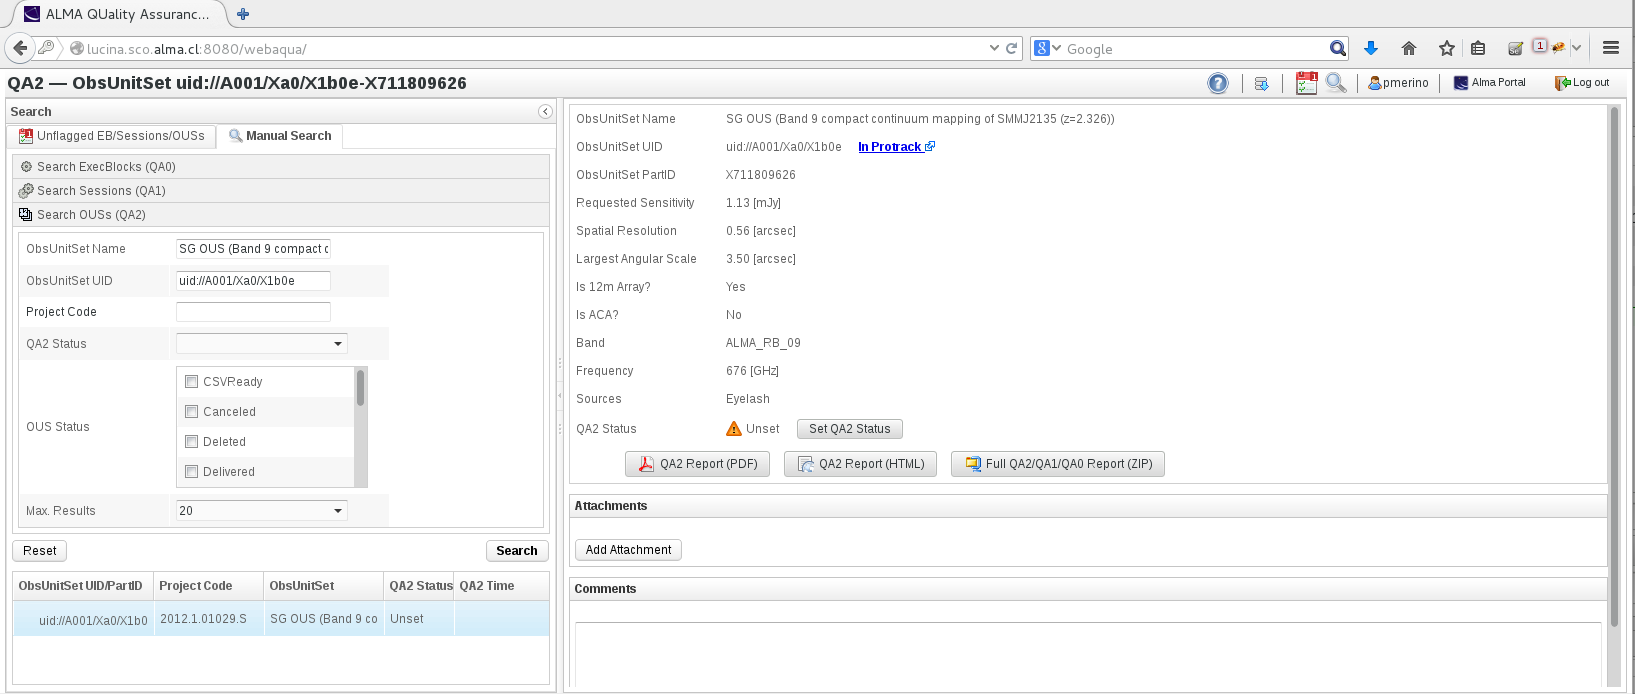 ALMA QUality Assuranc...
lucina.sco.alma.cl:8080/webaqua/
8
Google
1
QA2 — ObsUnitSet uid://A001/Xa0/X1b0e-X711809626
?
1
pmerino
Alma Portal
Log out
Search
1
Unflagged EB/Sessions/OUSs
Manual Search
Search ExecBlocks (QA0)
Search Sessions (QA1)
Search OUSs (QA2)
ObsUnitSet Name
SG OUS (Band 9 compact c
ObsUnitSet UID
uid://A001/Xa0/X1b0e
Project Code
QA2 Status
OUS Status
CSVReady
Canceled
Deleted
Delivered
Max. Results
20
Reset
Search
ObsUnitSet UID/PartID Project Code ObsUnitSet QA2 Status QA2 Time
uid://A001/Xa0/X1b0 2012.1.01029.S SG OUS (Band 9 co Unset
ObsUnitSet Name SG OUS (Band 9 compact continuum mapping of SMMJ2135 (z=2.326))
ObsUnitSet UID uid://A001/Xa0/X1b0e In Protrack
ObsUnitSet PartID X711809626
Requested Sensitivity 1.13 [mJy]
Spatial Resolution 0.56 [arcsec]
Largest Angular Scale 3.50 [arcsec]
Is 12m Array? Yes
Is ACA? No
Band ALMA_RB_09
Frequency 676 [GHz]
Sources Eyelash
QA2 Status Unset Set QA2 Status
QA2 Report (PDF) QA2 Report (HTML) Full QA2/QA1/QA0 Report (ZIP)
Attachments
Add Attachment
Comments